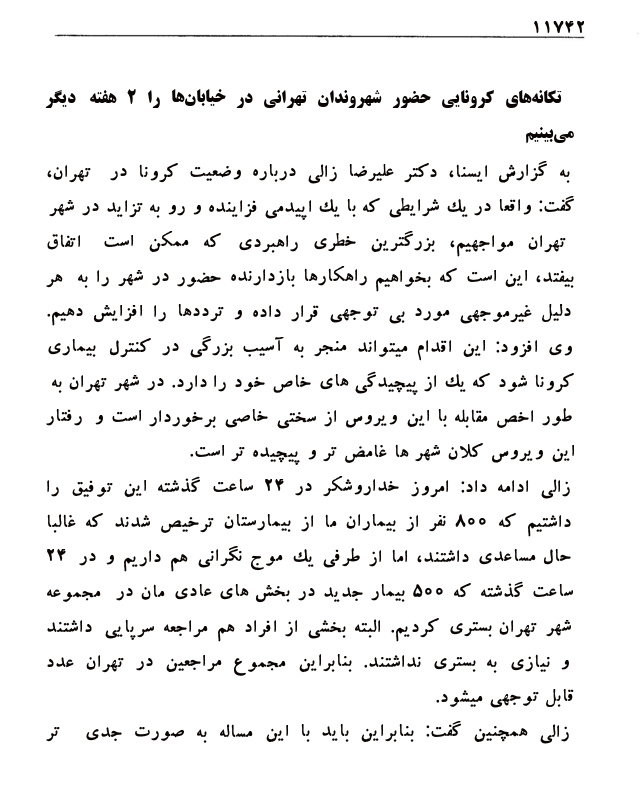 ۱۱۷۴۲
تکانه‌های کرونایی حضور شهروندان تهرانی در خیابان‌ها را ۲ هفته دیگر
می‌بینیم
به گزارش ایسنا، دکتر علیرضا زالی درباره وضعیت کرونا در تهران،
گفت: واقعا در یك شرایطی که با یك اپیدمی فزاینده و رو به تزاید در شهر
تهران مواجهیم، بزرگترین خطری راهبردی که ممکن است اتفاق
بیفتد، این است که بخواهیم راهکارها بازدارنده حضور در شهر را به هر
دلیل غیرموجهی مورد بی توجهی قرار داده و ترددها را افزایش دهیم.
وی افزود: این اقدام میتواند منجر به آسیب بزرگی در کنترل بیماری
کرونا شود که یك از پیچیدگی های خاص خود را دارد. در شهر تهران به
طور اخص مقابله با این ویروس از سختی خاصی برخوردار است و رفتار
این ویروس کلان شهر ها غامض تر و پیچیده تر است.
زالی ادامه داد: امروز خداروشکر در ۲۴ ساعت گذشته این توفیق را
داشتیم که ۸۰۰ نفر از بیماران ما از بیمارستان ترخیص شدند که غالبا
حال مساعدی داشتند، اما از طرفی یك موج نگرانی هم داریم و در ۲۴
ساعت گذشته که ۵۰۰ بیمار جدید در بخش های عادی مان در مجموعه
شهر تهران بستری کردیم. البته بخشی از افراد هم مراجعه سرپایی داشتند
و نیازی به بستری نداشتند. بنابراین مجموع مراجعین در تهران عدد
قابل توجهی میشود.
زالی همچنین گفت: بنابراین باید با این مساله به صورت جدی تر